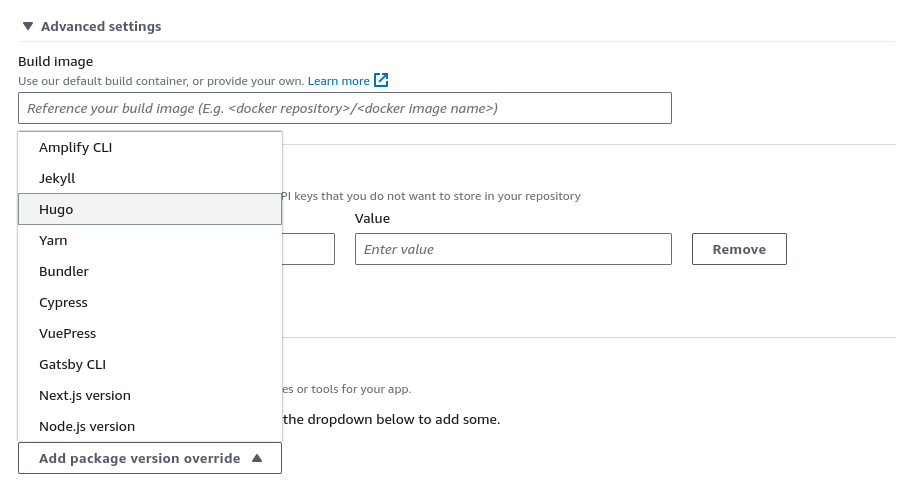 Advanced settings
Build image
Use our default build container, or provide your own. Learn more
Reference your build image (E.g. <docker repository>/<docker image name>)
Amplify CLI
Jekyll
PI keys that you do not want to store in your repository
Hugo
Value
Yarn
Enter value
Remove
Bundler
Cypress
VuePress
Gatsby CLI
es or tools for your app.
Next.js version
the dropdown below to add some.
Node.js version
Add package version override